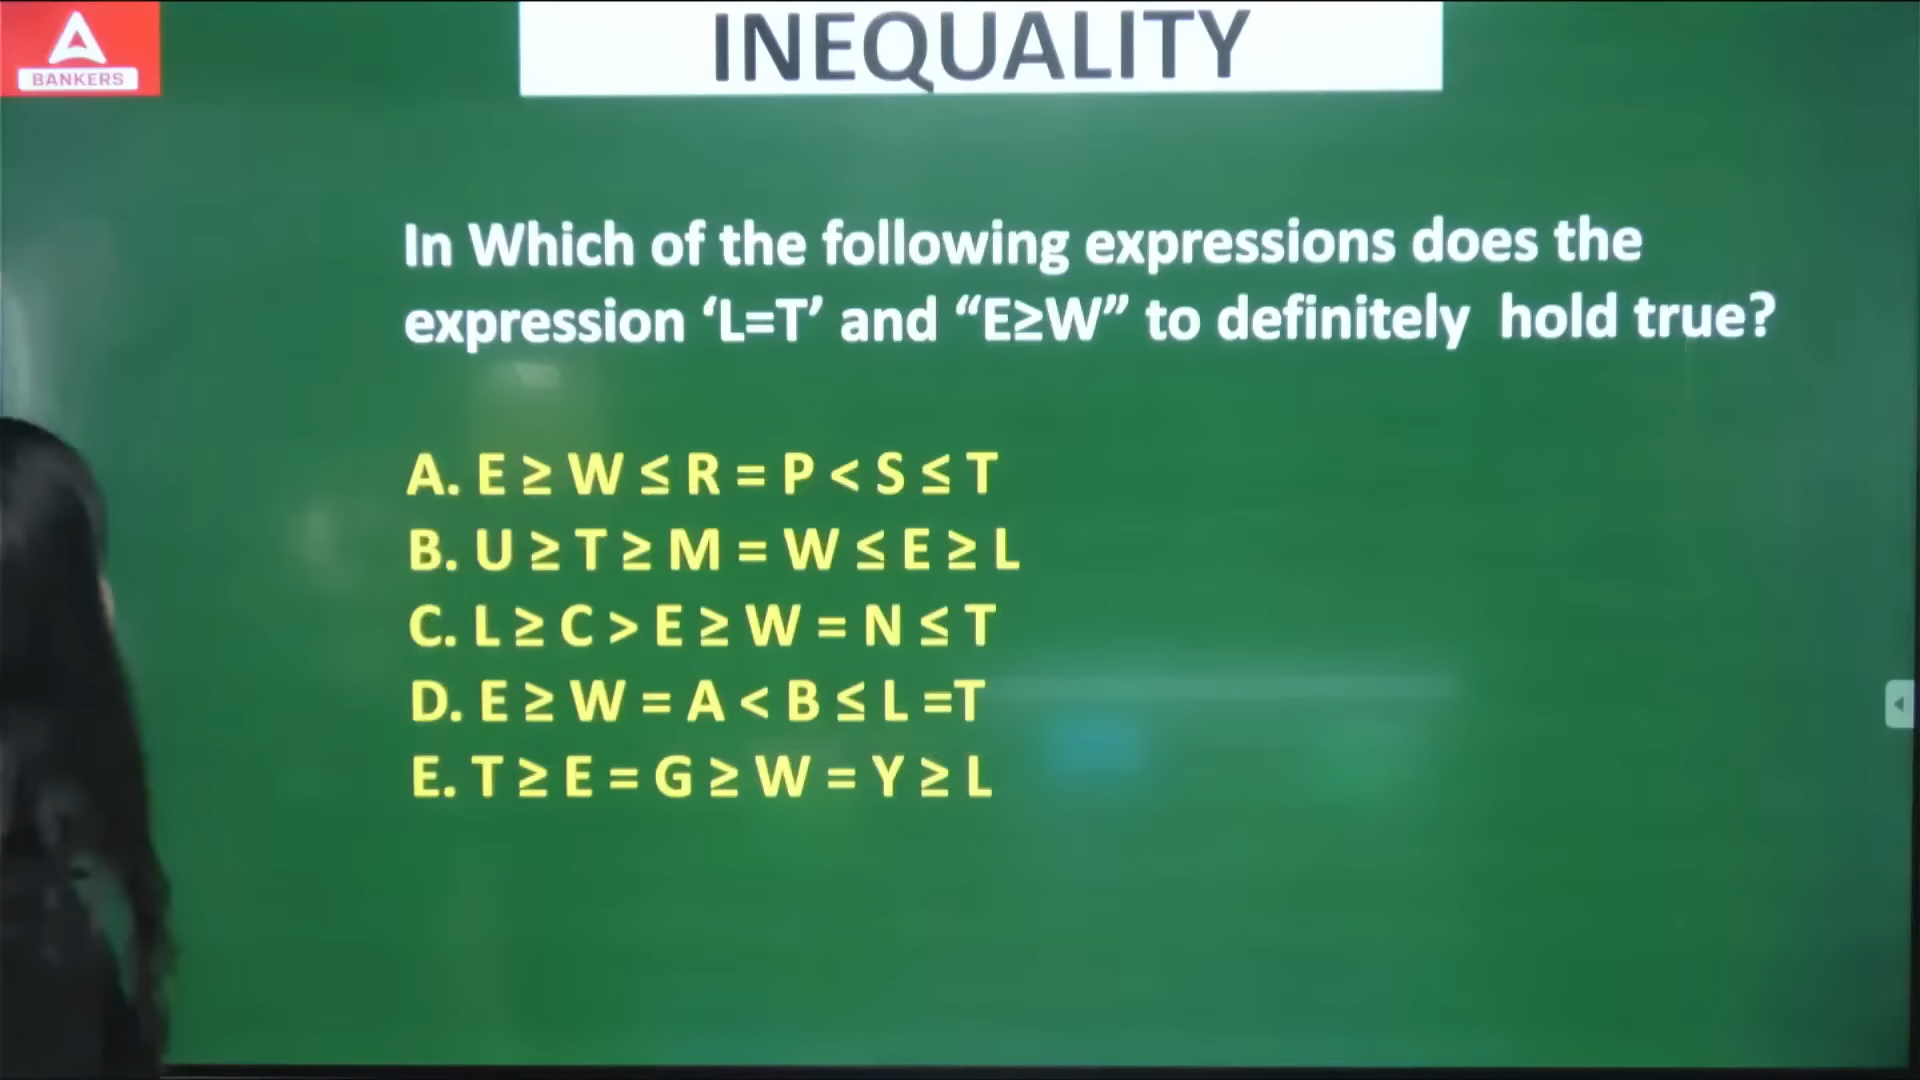 BANKERS
INEQUALITY
In Which of the following expressions does the
expression ‘L=T’ and “E≥W” to definitely hold true?
A. E ≥ W ≤ R = P < S ≤ T
B. U ≥ T ≥ M = W ≤ E ≥ L
C. L ≥ C > E ≥ W = N ≤ T
D. E ≥ W = A < B ≤ L =T
E. T ≥ E = G ≥ W = Y ≥ L